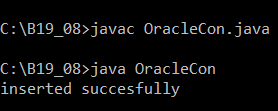 C:\B19_08>javac OracleCon.java
C:\B19_08>java OracleCon
inserted succesfully